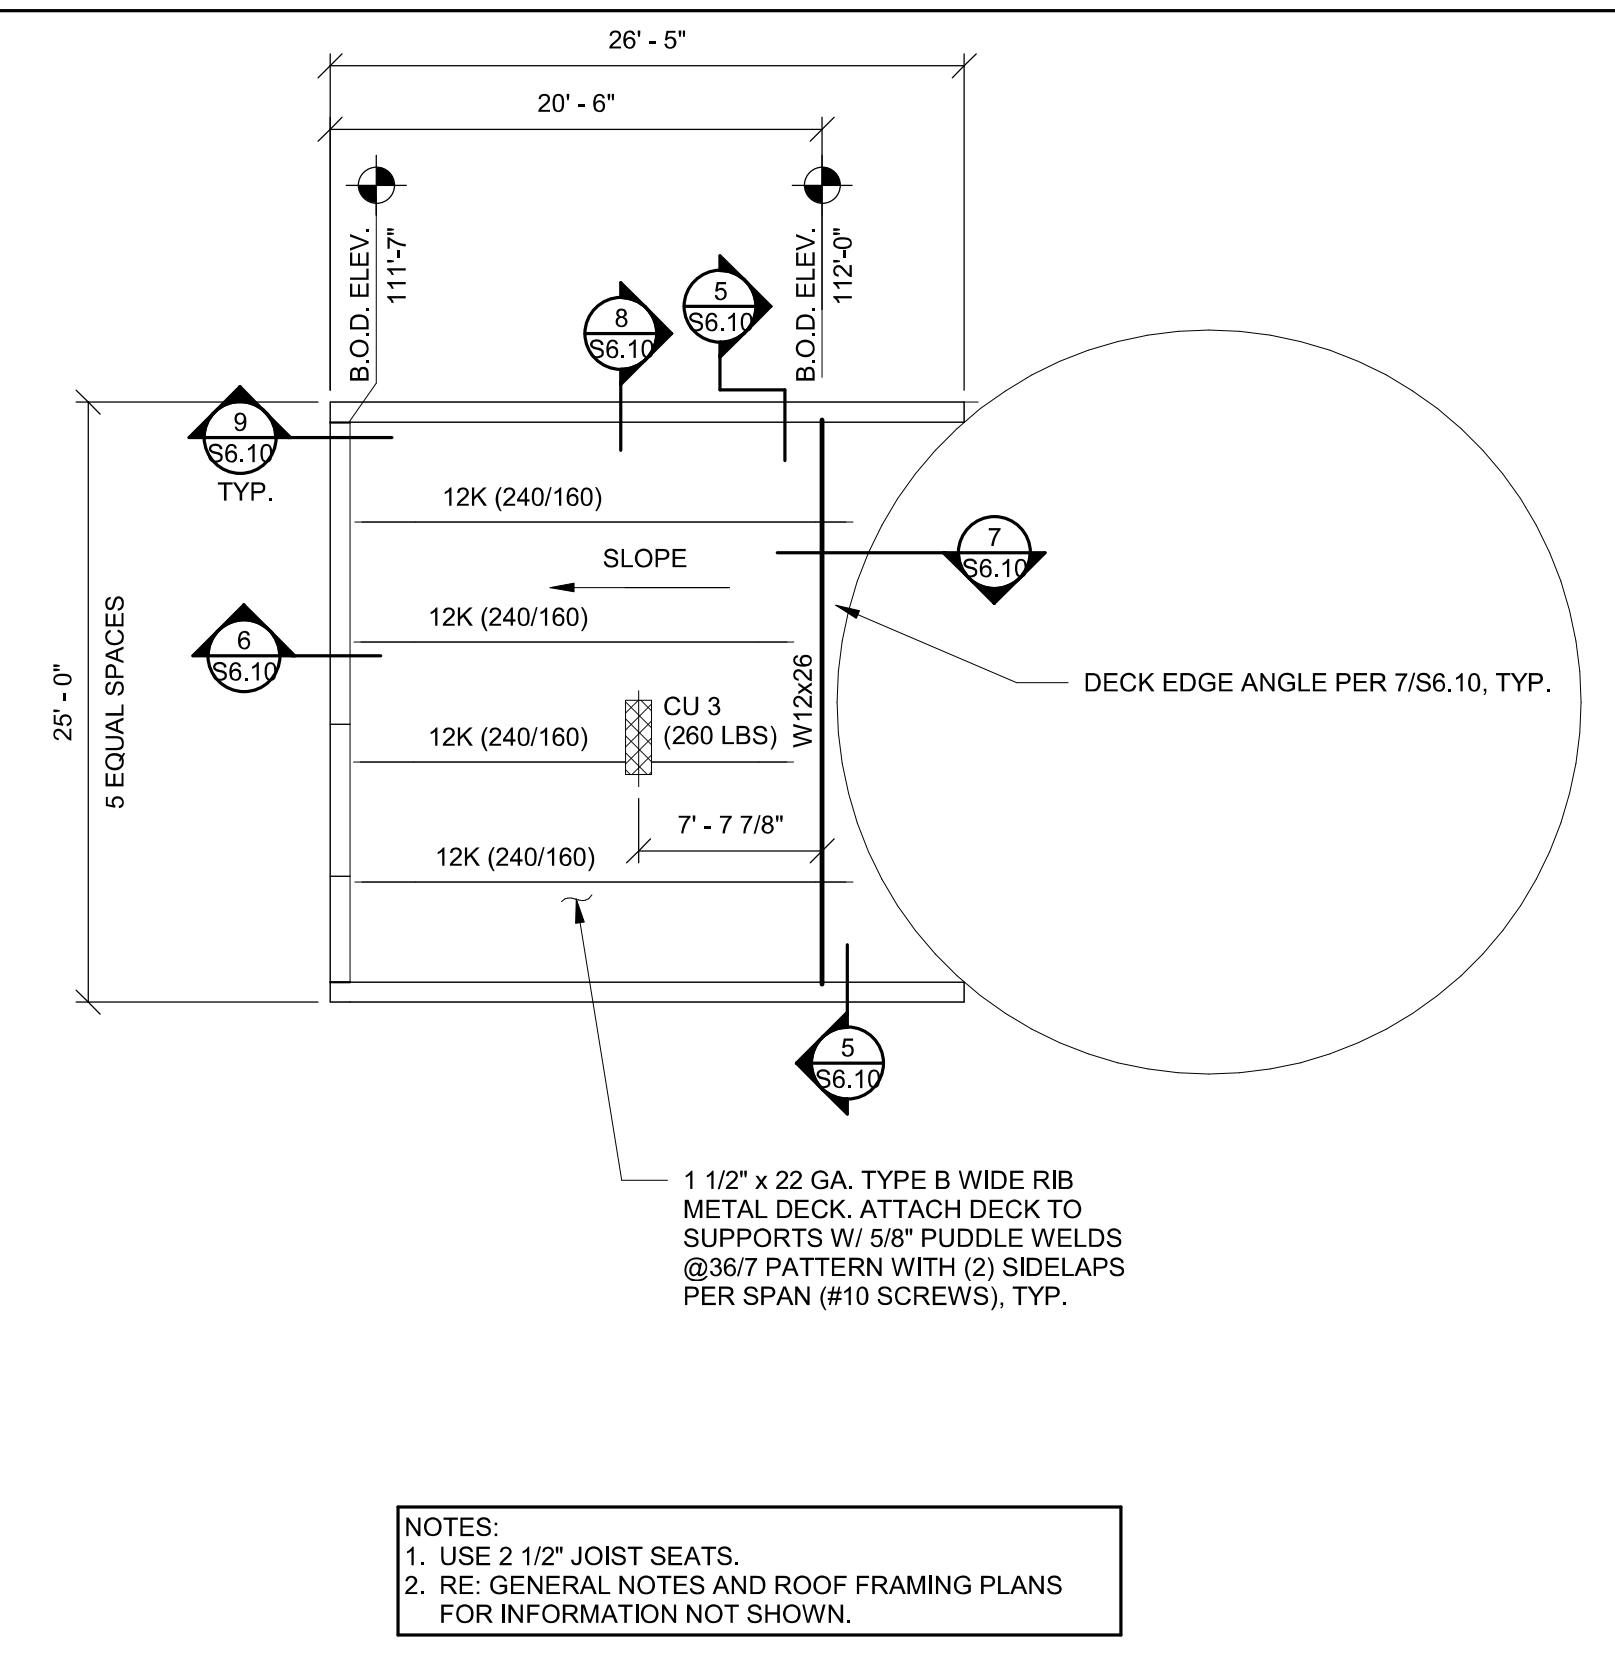 26' - 5"
20' - 6"
B.O.D. ELEV.
111'-7"
B.O.D. ELEV.
112'-0"
8
S6.10
5
S6.10
9
S6.10
TYP.
12K (240/160)
7
S6.10
SLOPE
12K (240/160)
6
S6.10
25' - 0"
5 EQUAL SPACES
W12x26
DECK EDGE ANGLE PER 7/S6.10, TYP.
CU 3
(260 LBS)
12K (240/160)
7' - 7 7/8"
12K (240/160)
5
S6.10
1 1/2" x 22 GA. TYPE B WIDE RIB
METAL DECK. ATTACH DECK TO
SUPPORTS W/ 5/8" PUDDLE WELDS
@36/7 PATTERN WITH (2) SIDELAPS
PER SPAN (#10 SCREWS), TYP.
NOTES:
1. USE 2 1/2" JOIST SEATS.
2. RE: GENERAL NOTES AND ROOF FRAMING PLANS
FOR INFORMATION NOT SHOWN.